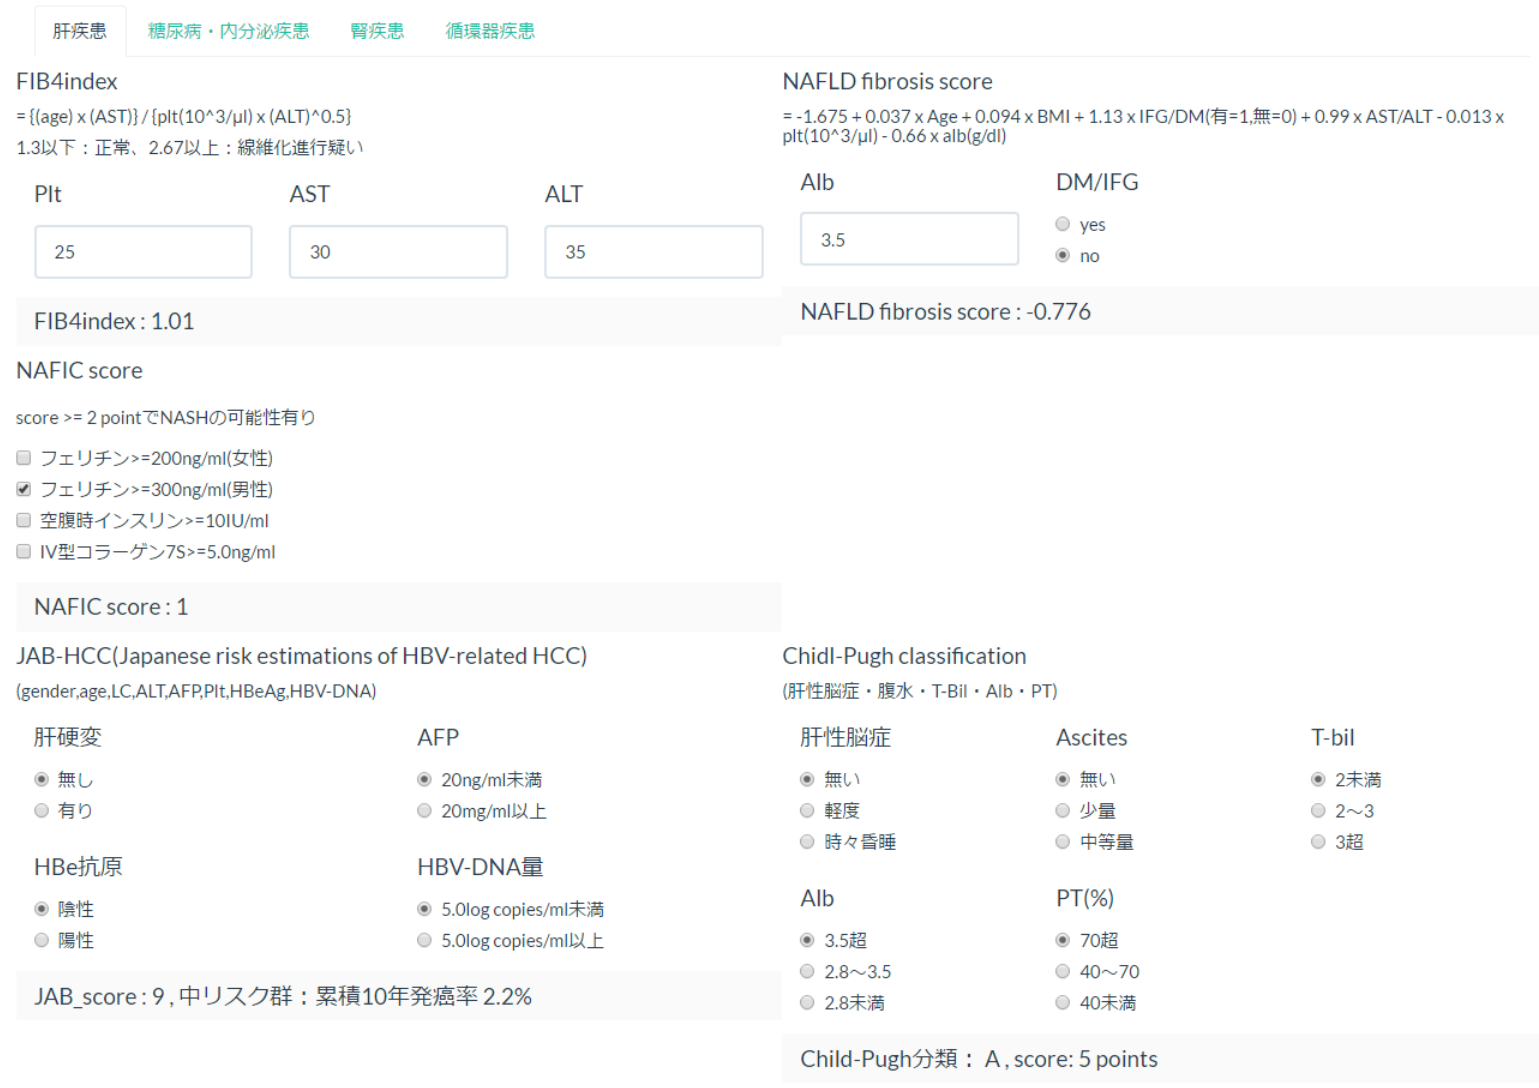 肝疾患 糖尿病・内分泌疾患 腎疾患 循環器疾患
FIB4index
= {(age) x (AST)} / {plt(10^3/μl) x (ALT)^0.5}
1.3以下：正常、2.67以上：線維化進行疑い
Plt AST ALT
25 30 35
FIB4index : 1.01
NAFLD fibrosis score
= -1.675 + 0.037 x Age + 0.094 x BMI + 1.13 x IFG/DM(有=1,無=0) + 0.99 x AST/ALT - 0.013 x
plt(10^3/μl) - 0.66 x alb(g/dl)
Alb DM/IFG
3.5
yes
no
NAFLD fibrosis score : -0.776
NAFIC score
score >= 2 pointでNASHの可能性有り
フェリチン>=200ng/ml(女性)
フェリチン>=300ng/ml(男性)
空腹時インスリン>=10IU/ml
IV型コラーゲン7S>=5.0ng/ml
NAFIC score : 1
JAB-HCC(Japanese risk estimations of HBV-related HCC)
(gender,age,LC,ALT,AFP,Plt,HBeAg,HBV-DNA)
肝硬変 AFP
無し 20ng/ml未満
有り 20mg/ml以上
HBe抗原 HBV-DNA量
陰性 5.0log copies/ml未満
陽性 5.0log copies/ml以上
JAB_score : 9 , 中リスク群：累積10年発癌率 2.2%
Chidl-Pugh classification
(肝性脳症・腹水・T-Bil・Alb・PT)
肝性脳症 Ascites T-bil
無い 無い 2未満
軽度 少量 2～3
時々昏睡 中等量 3超
Alb PT(%)
3.5超 70超
2.8～3.5 40～70
2.8未満 40未満
Child-Pugh分類： A , score: 5 points